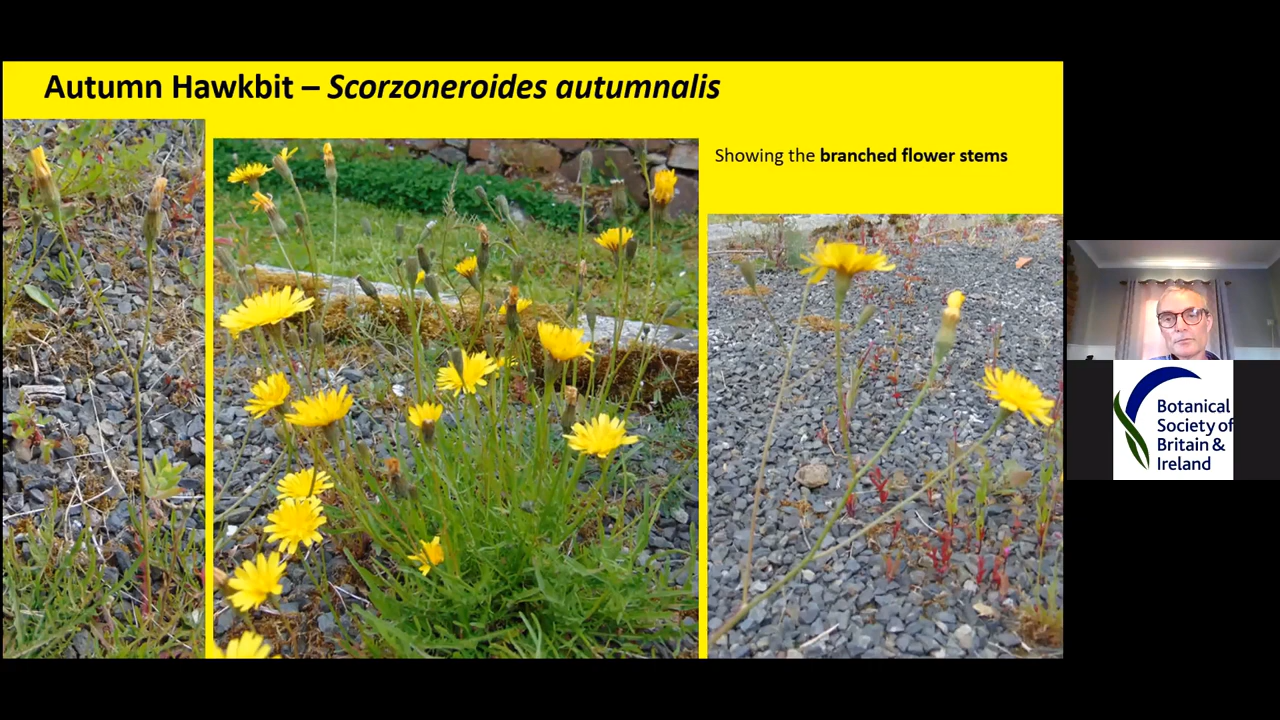 Autumn Hawkbit – Scorzoneroides autumnalis
Showing the branched flower stems
Botanical
Society of
Britain &
Ireland